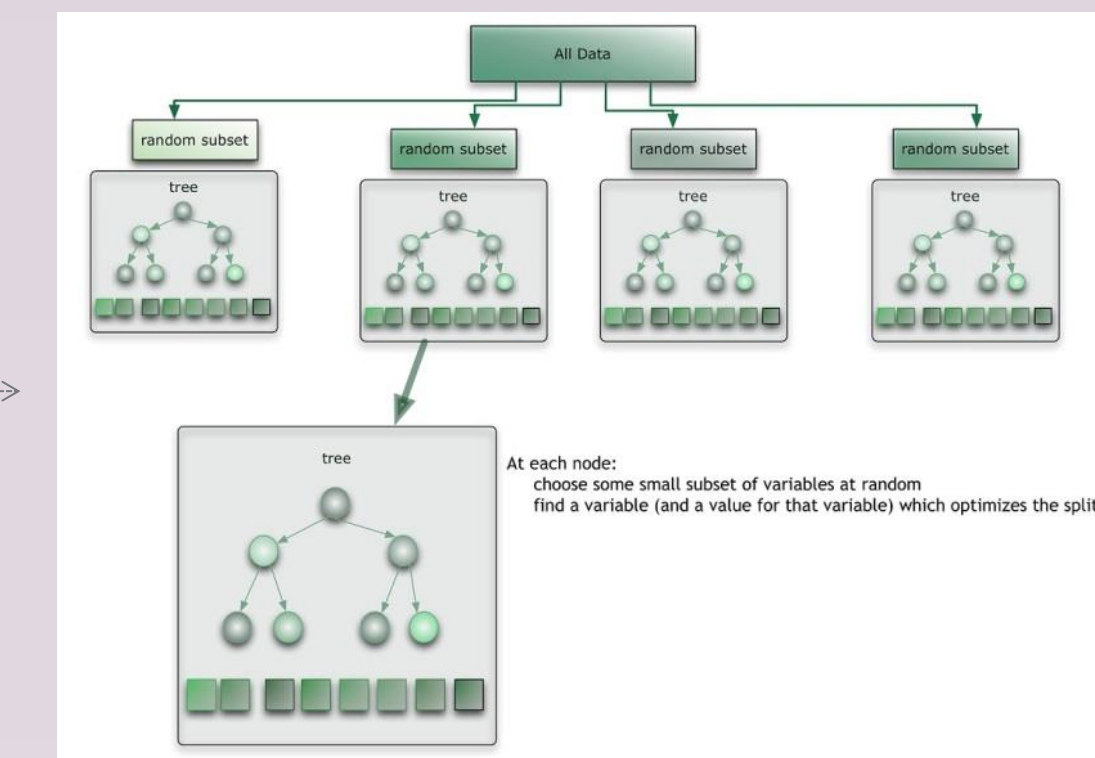 All Data
random subset
random subset
random subset
random subset
tree
tree
tree
tree
tree
At each node:
choose some small subset of variables at random
find a variable (and a value for that variable) which optimizes the split